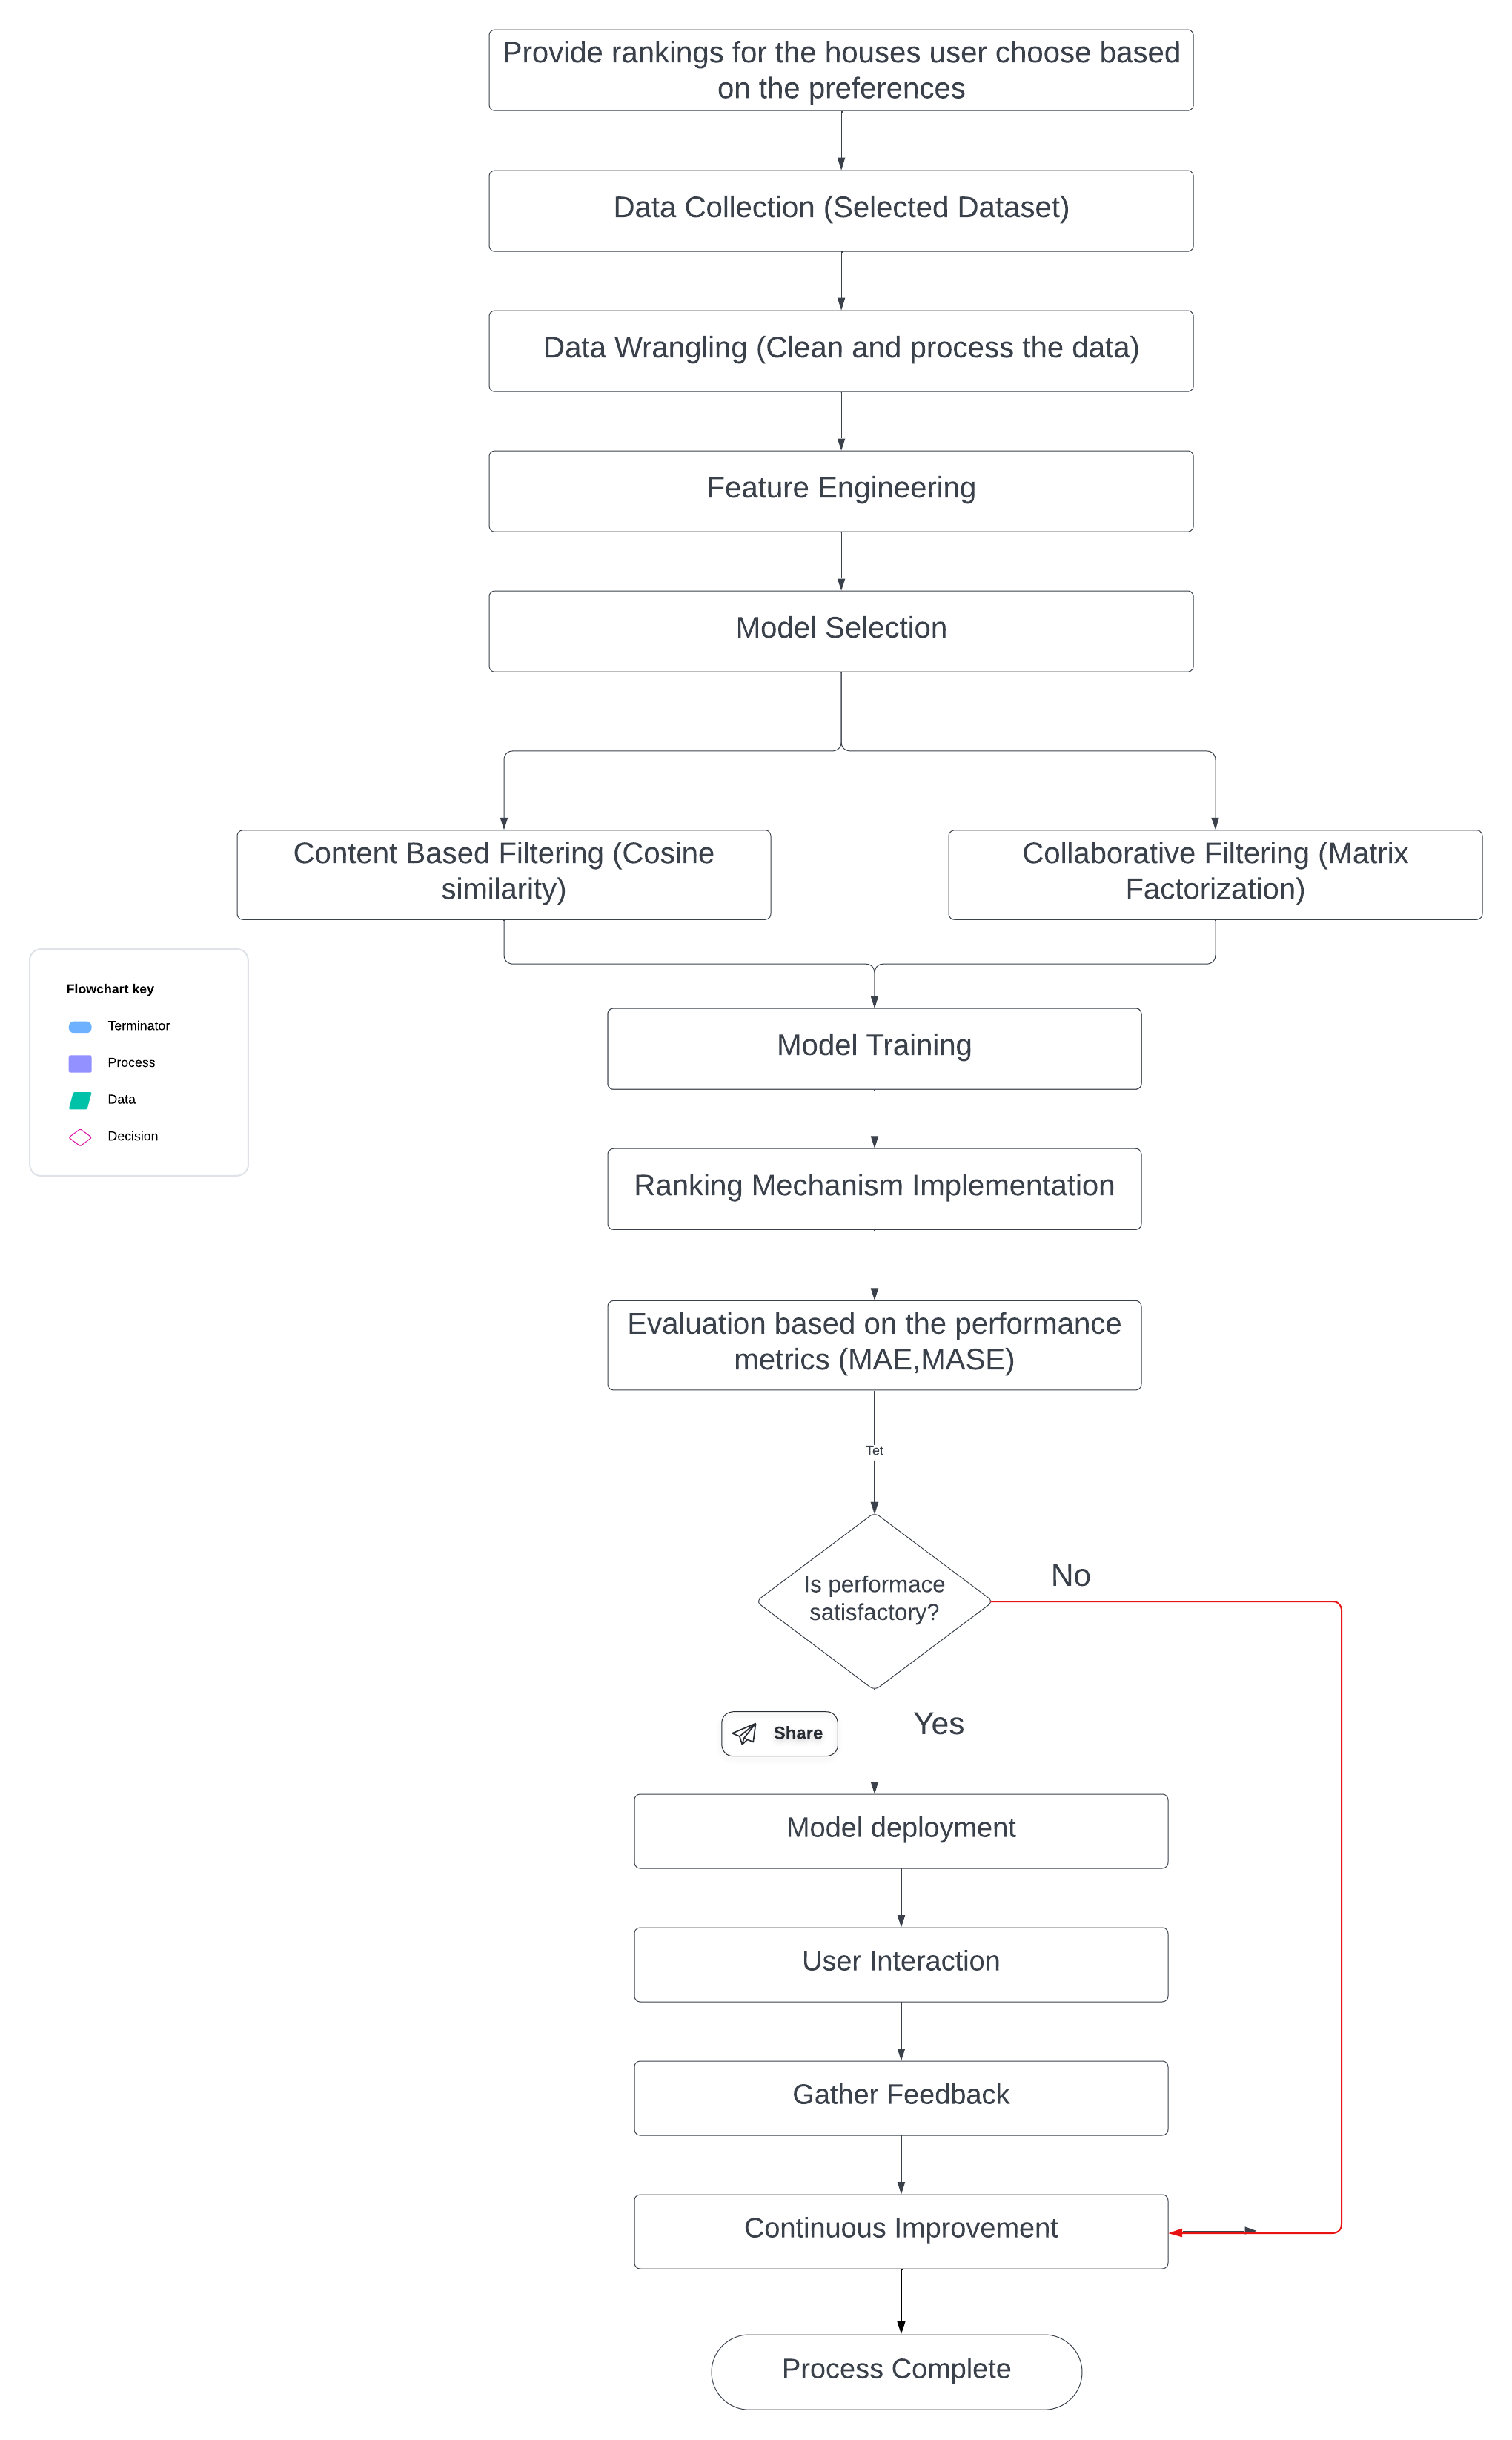 Provide rankings for the houses user choose based
on the preferences
Data Collection (Selected Dataset)
Data Wrangling (Clean and process the data)
Feature Engineering
Model Selection
Content Based Filtering (Cosine
similarity)
Collaborative Filtering (Matrix
Factorization)
Flowchart key
Terminator
Process
Data
Decision
Model Training
Ranking Mechanism Implementation
Evaluation based on the performance
metrics (MAE,MASE)
Tet
Is performace
satisfactory?
No
Yes
Share
Model deployment
User Interaction
Gather Feedback
Continuous Improvement
Process Complete